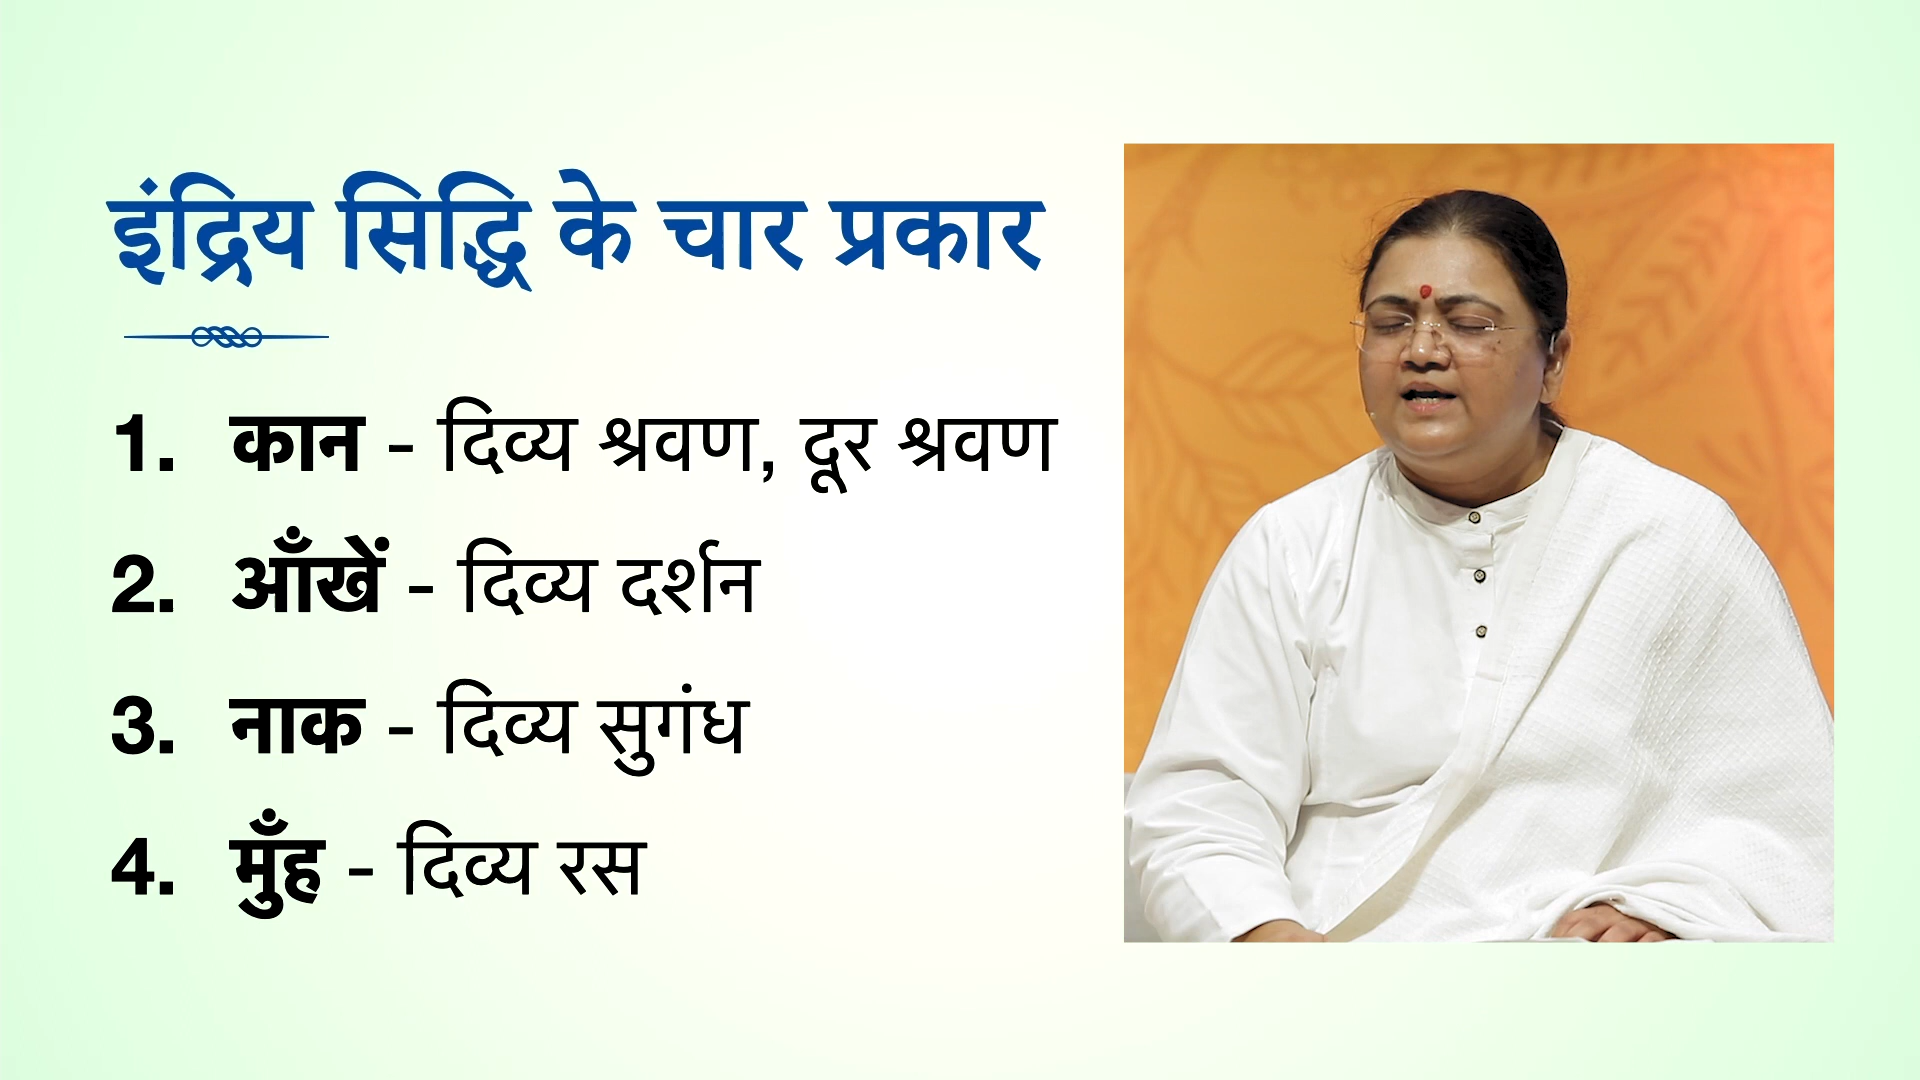 इंद्रिय सिद्धि के चार प्रकार
1. कान - दिव्य श्रवण, दूर श्रवण
2. आँखें - दिव्य दर्शन
3. नाक - दिव्य सुगंध
4. मुँह - दिव्य रस